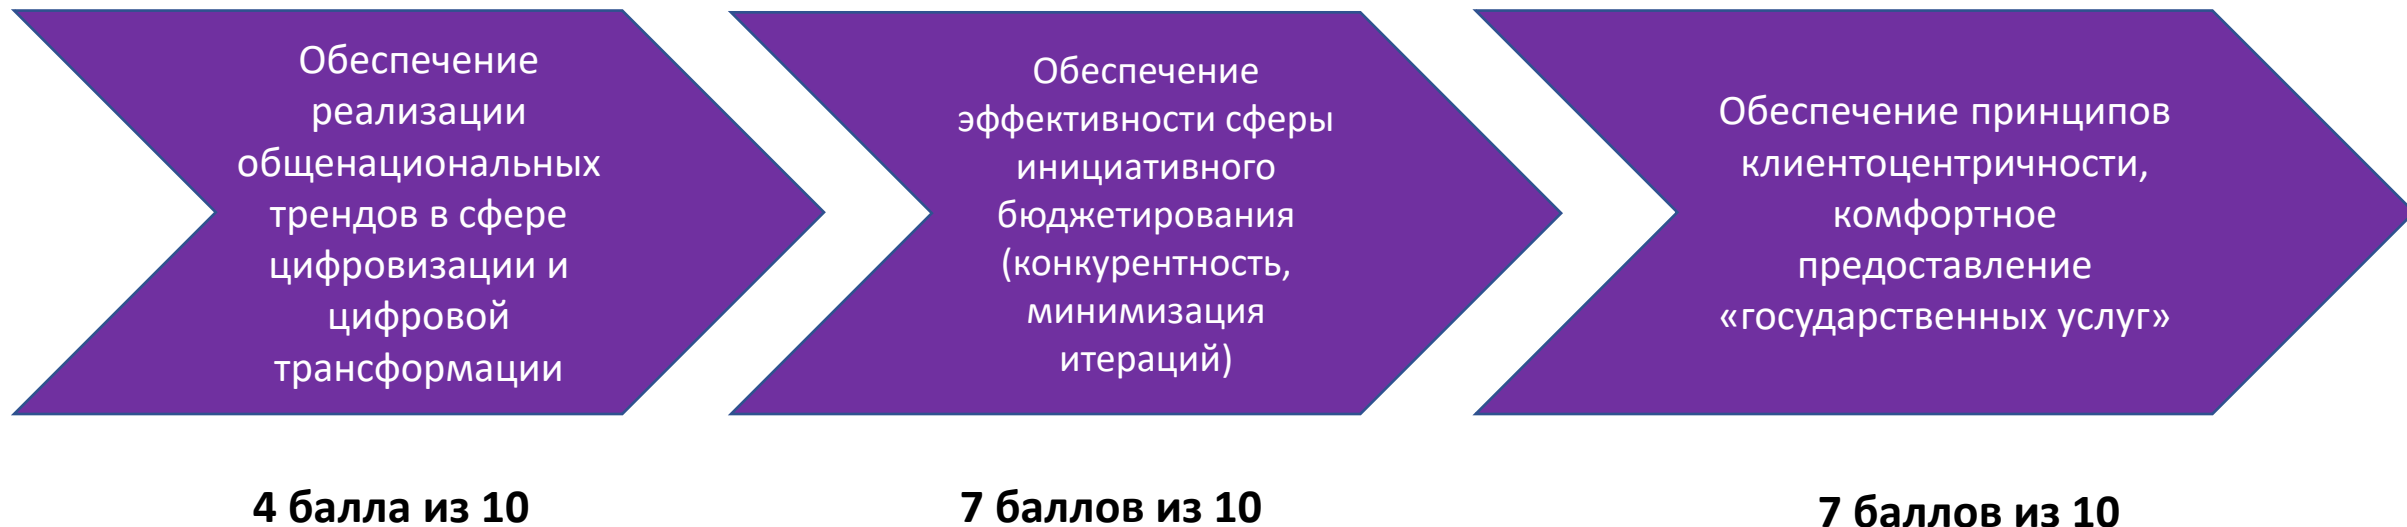 Обеспечение
реализации
общенациональных
трендов в сфере
цифровизации и
цифровой
трансформации
4 балла из 10
Обеспечение
эффективности сферы
инициативного
бюджетирования
(конкурентность,
минимизация
итераций)
7 баллов из 10
Обеспечение принципов
клиентоцентричности,
комфортное
предоставление
«государственных услуг»
7 баллов из 10